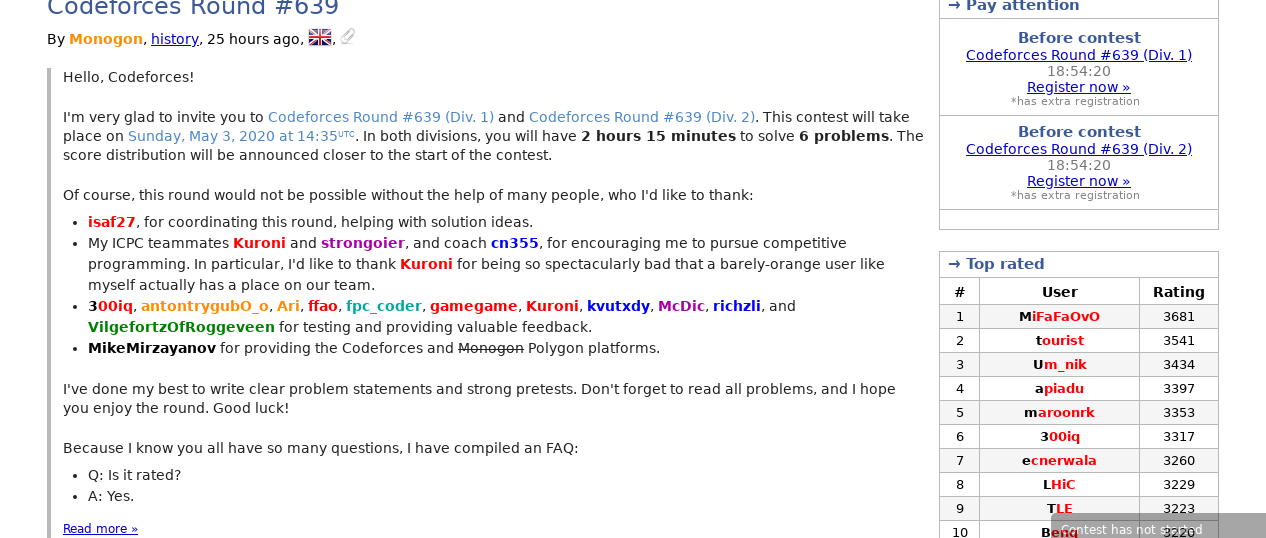 Codeforces Round #639
By Monogon, history, 25 hours ago, ,
Hello, Codeforces!
I'm very glad to invite you to Codeforces Round #639 (Div. 1) and Codeforces Round #639 (Div. 2). This contest will take
place on Sunday, May 3, 2020 at 14:35UTC. In both divisions, you will have 2 hours 15 minutes to solve 6 problems. The
score distribution will be announced closer to the start of the contest.
Of course, this round would not be possible without the help of many people, who I'd like to thank:
• isaf27, for coordinating this round, helping with solution ideas.
• My ICPC teammates Kuroni and strongoier, and coach cn355, for encouraging me to pursue competitive
programming. In particular, I'd like to thank Kuroni for being so spectacularly bad that a barely-orange user like
myself actually has a place on our team.
• 300iq, antontrygubO_o, Ari, ffao, fpc_coder, gamegame, Kuroni, kvutxdy, McDic, richzli, and
VilgefortzOfRoggeveen for testing and providing valuable feedback.
• MikeMirzayanov for providing the Codeforces and Monogon Polygon platforms.
I've done my best to write clear problem statements and strong pretests. Don't forget to read all problems, and I hope
you enjoy the round. Good luck!
Because I know you all have so many questions, I have compiled an FAQ:
• Q: Is it rated?
• A: Yes.
Read more »
→ Pay attention
Before contest
Codeforces Round #639 (Div. 1)
18:54:20
Register now »
*has extra registration
Before contest
Codeforces Round #639 (Div. 2)
18:54:20
Register now »
*has extra registration
→ Top rated
# User Rating
1 MiFaFaOvO 3681
2 tourist 3541
3 Um_nik 3434
4 apiadu 3397
5 maroonrk 3353
6 300iq 3317
7 ecnerwala 3260
8 LHiC 3229
9 TLE 3223
10 Benq 3220
Contest has not started